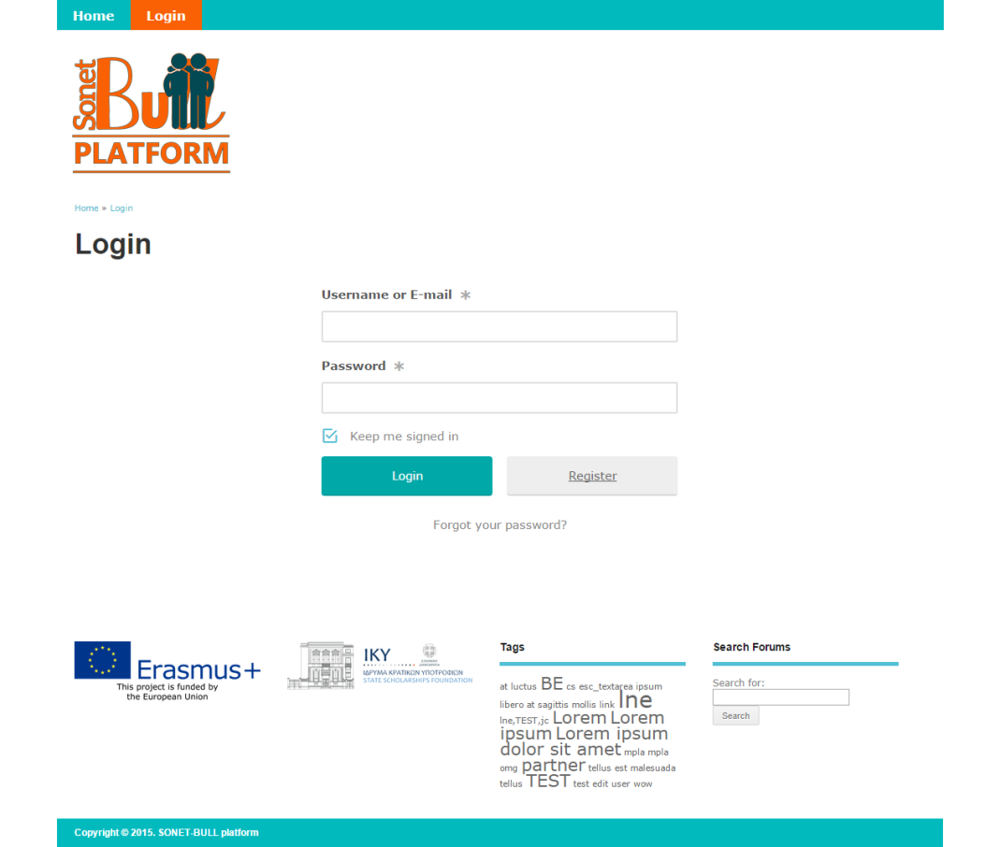 Home Login
Sonet Bull
PLATFORM
Home » Login
Login
Username or E-mail *
Password *
Keep me signed in
Login Register
Forgot your password?
Erasmus+
This project is funded by
the European Union
IKY
ΙΔΡΥΜΑ ΚΡΑΤΙΚΩΝ ΥΠΟΤΡΟΦΙΩΝ
STATE SCHOLARSHIPS FOUNDATION
Tags
at luctus BE cs esc_textarea ipsum
libero at sagittis mollis link lne
lne,TEST,jc Lorem Lorem
ipsum Lorem ipsum
dolor sit amet mpla mpla
omg partner tellus est malesuada
tellus TEST test edit user wow
Search Forums
Search for:
Search
Copyright © 2015. SONET-BULL platform